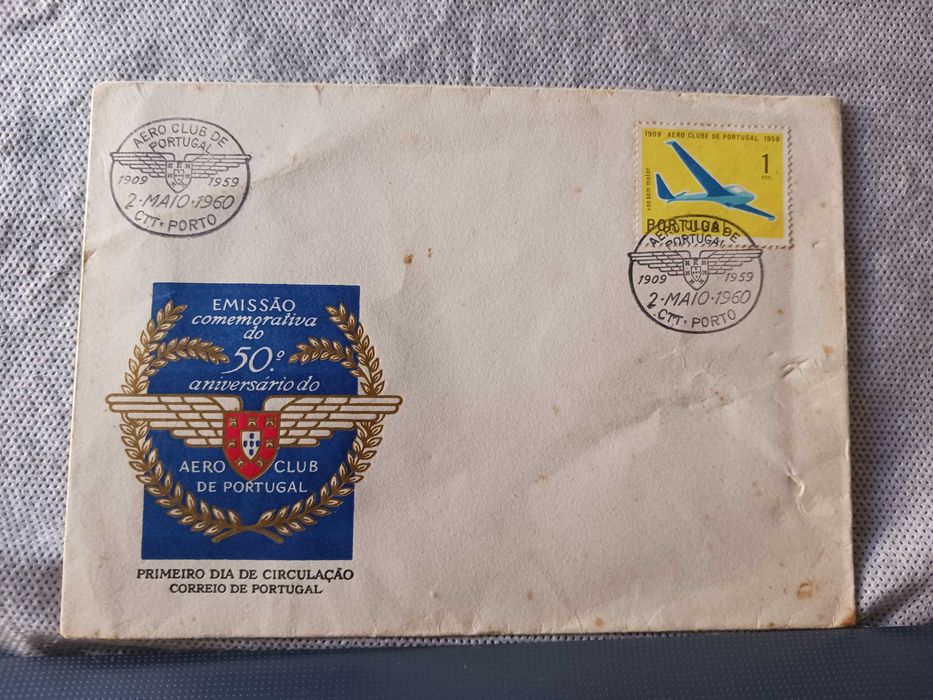 AERO CLUB DE
PORTUGAL
1909 1959
2·MAIO·1960
CTT·PORTO
1909 AERO CLUBE DE PORTUGAL 1959
1
ESC.
voo sem motor
PORTUGAL
AERO CLUB DE
PORTUGAL
1909 1959
2·MAIO·1960
CTT·PORTO
EMISSÃO
comemorativa
do
50.º
aniversário do
AERO CLUB
DE PORTUGAL
PRIMEIRO DIA DE CIRCULAÇÃO
CORREIO DE PORTUGAL